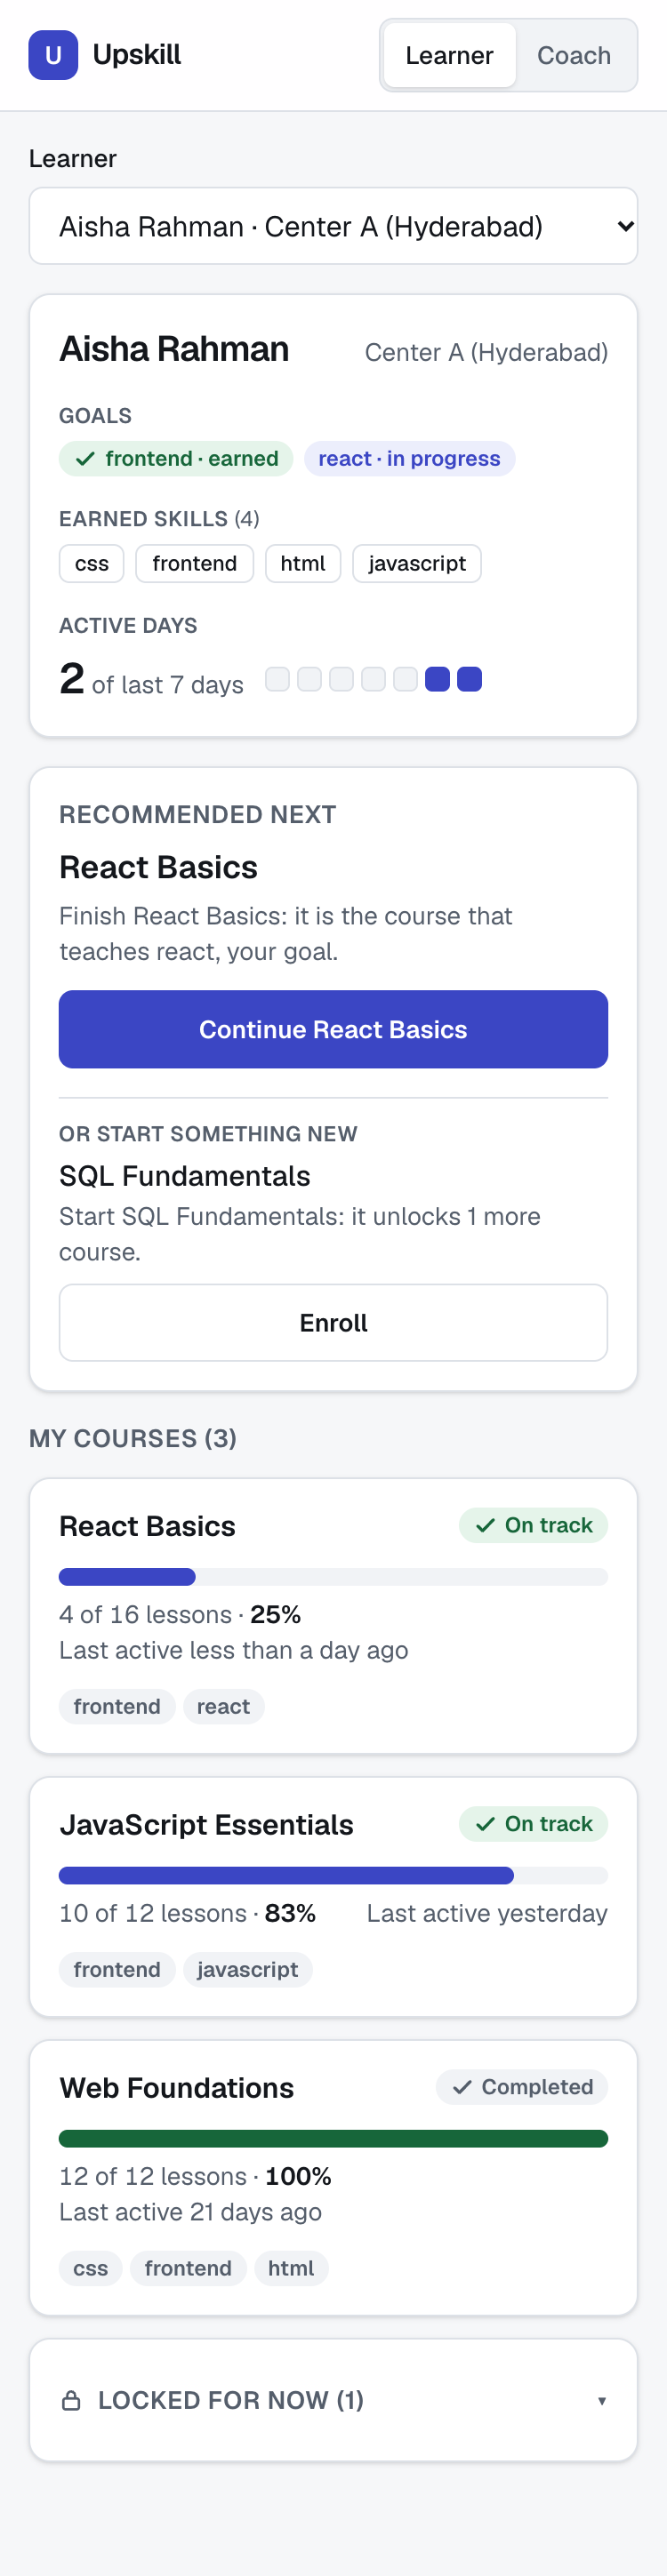 U Upskill Learner Coach
Learner
Aisha Rahman · Center A (Hyderabad)
Aisha Rahman Center A (Hyderabad)
GOALS
frontend · earned react · in progress
EARNED SKILLS (4)
css frontend html javascript
ACTIVE DAYS
2 of last 7 days
RECOMMENDED NEXT
React Basics
Finish React Basics: it is the course that
teaches react, your goal.
Continue React Basics
OR START SOMETHING NEW
SQL Fundamentals
Start SQL Fundamentals: it unlocks 1 more
course.
Enroll
MY COURSES (3)
React Basics On track
4 of 16 lessons · 25%
Last active less than a day ago
frontend react
JavaScript Essentials On track
10 of 12 lessons · 83% Last active yesterday
frontend javascript
Web Foundations Completed
12 of 12 lessons · 100%
Last active 21 days ago
css frontend html
LOCKED FOR NOW (1)